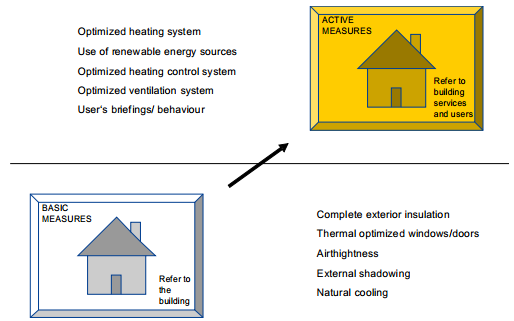 Optimized heating system
Use of renewable energy sources
Optimized heating control system
Optimized ventilation system
User's briefings/ behaviour
ACTIVE
MEASURES
Refer to
building
services
and users
BASIC
MEASURES
Refer to
the
building
Complete exterior insulation
Thermal optimized windows/doors
Airthightness
External shadowing
Natural cooling